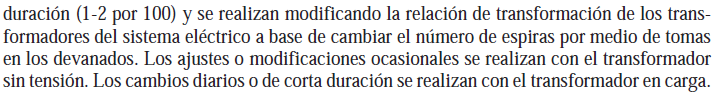 duración (1-2 por 100) y se realizan modificando la relación de transformación de los trans-
formadores del sistema eléctrico a base de cambiar el número de espiras por medio de tomas
en los devanados. Los ajustes o modificaciones ocasionales se realizan con el transformador
sin tensión. Los cambios diarios o de corta duración se realizan con el transformador en carga.